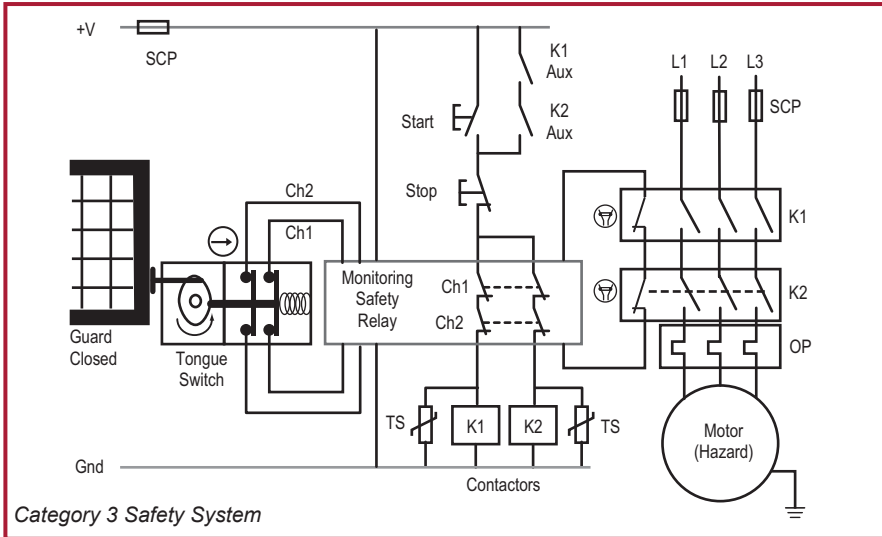 +V
SCP
K1
Aux
K2
Aux
Start
Stop
L1 L2 L3
SCP
K1
K2
OP
Ch2
Ch1
Monitoring
Safety
Relay
Ch1
Ch2
Guard
Closed
Tongue
Switch
TS
K1
K2
TS
Motor
(Hazard)
Gnd
Contactors
Category 3 Safety System